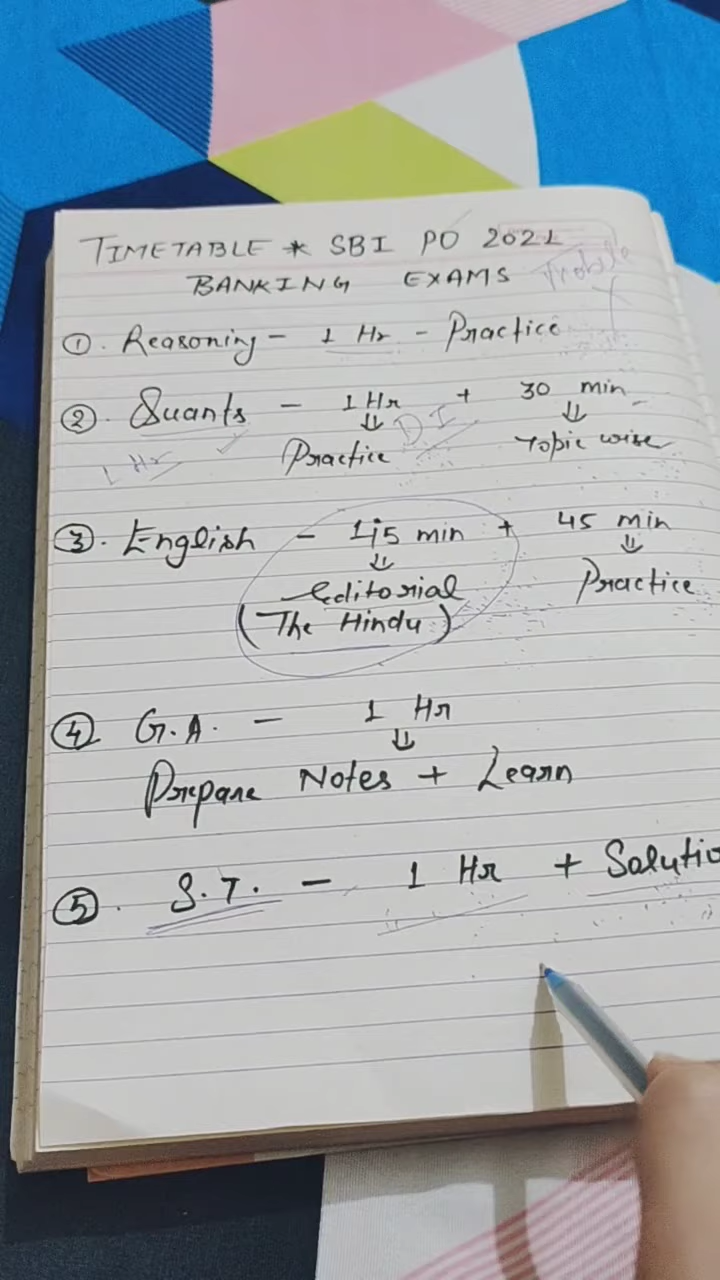 TIMETABLE * SBI PO 2021
BANKING EXAMS
① . Reasoning - 1 Hr - Practice
② . Quants - 1 Hr + 30 min
⇓ ⇓
1 Hr Practice DI Topic wise
③ . English - 15 min + 45 min
⇓ ⇓
Editorial Practice
(The Hindu)
④ G.A. - 1 Hr
⇓
Prepare Notes + Learn
⑤ . S.T. - 1 Hr + Solutio